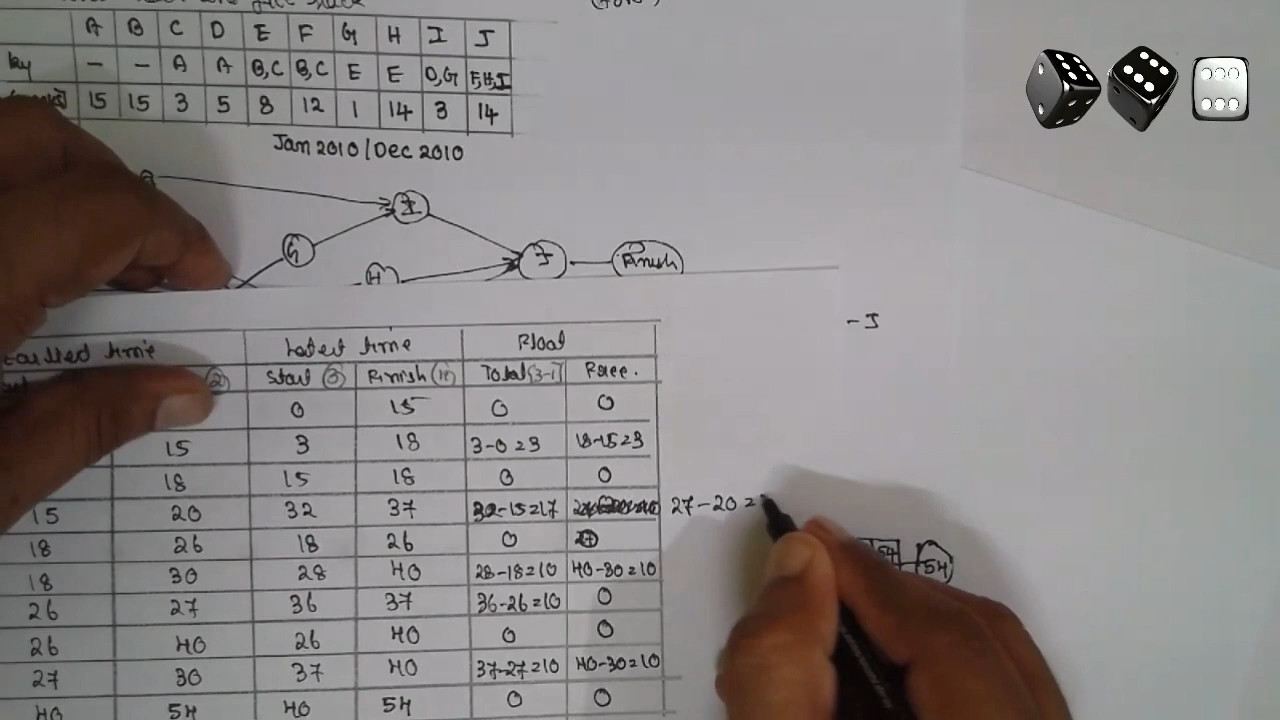 A B C D E F G H I J
by – – A A B,C B,C E E D,G F,H,I
15 15 3 5 8 12 1 14 3 14
Jan 2010/Dec 2010
I
G
J Finish
H
- J
time Latest time Float
(2) Start (3) Finish Total (3-1) Free.
0 15 0 0
15 3 18 3-0=3 18-15=3
18 15 18 0 0
15 20 32 37 32-15=17 27-20=
18 26 18 26 0
18 30 28 40 28-18=10 40-30=10
26 27 36 37 36-26=10 0
26 40 26 40 0 0
27 30 37 40 37-27=10 40-30=10
40 54 40 54 0 0
54 54